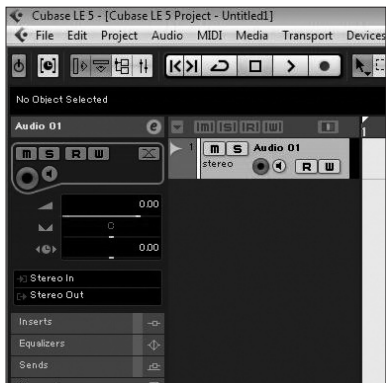 Cubase LE 5 - [Cubase LE 5 Project - Untitled1]
File Edit Project Audio MIDI Media Transport Devices
No Object Selected
Audio 01 e [m] [S] [R] [W]
m S R W
1 m S Audio 01
stereo R W
0.00
C
0.00
Stereo In
Stereo Out
Inserts
Equalizers
Sends